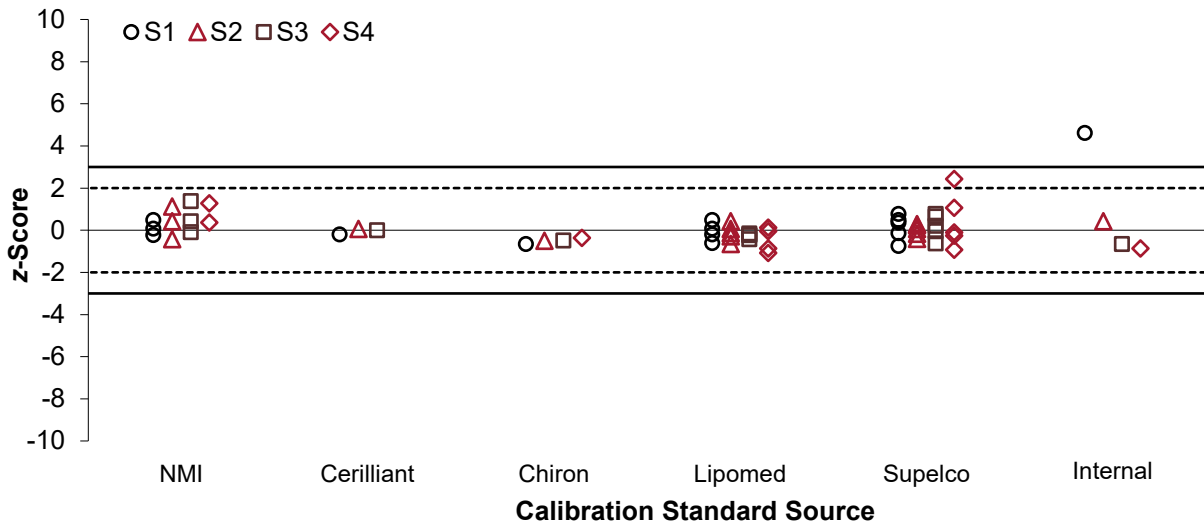 10
8
6
4
2
0
-2
-4
-6
-8
-10
z-Score
S1 S2 S3 S4
NMI Cerilliant Chiron Lipomed Supelco Internal
Calibration Standard Source